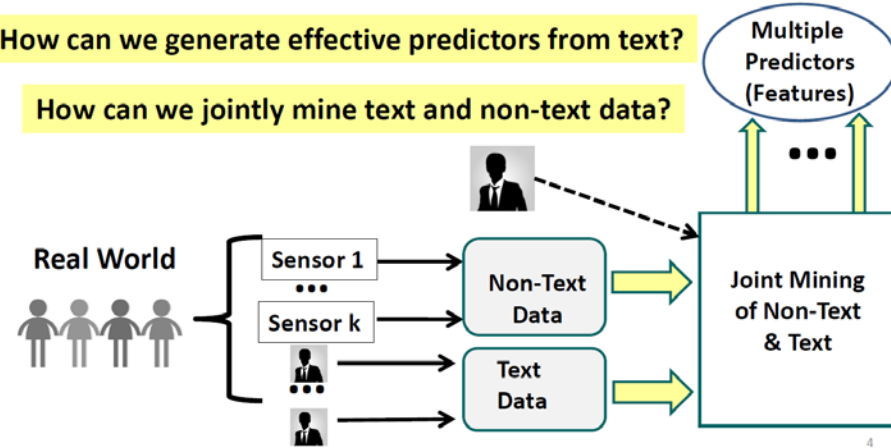 How can we generate effective predictors from text?
How can we jointly mine text and non-text data?
Multiple
Predictors
(Features)
•••
Real World
Sensor 1
•••
Sensor k
•••
Non-Text
Data
Text
Data
Joint Mining
of Non-Text
& Text
4